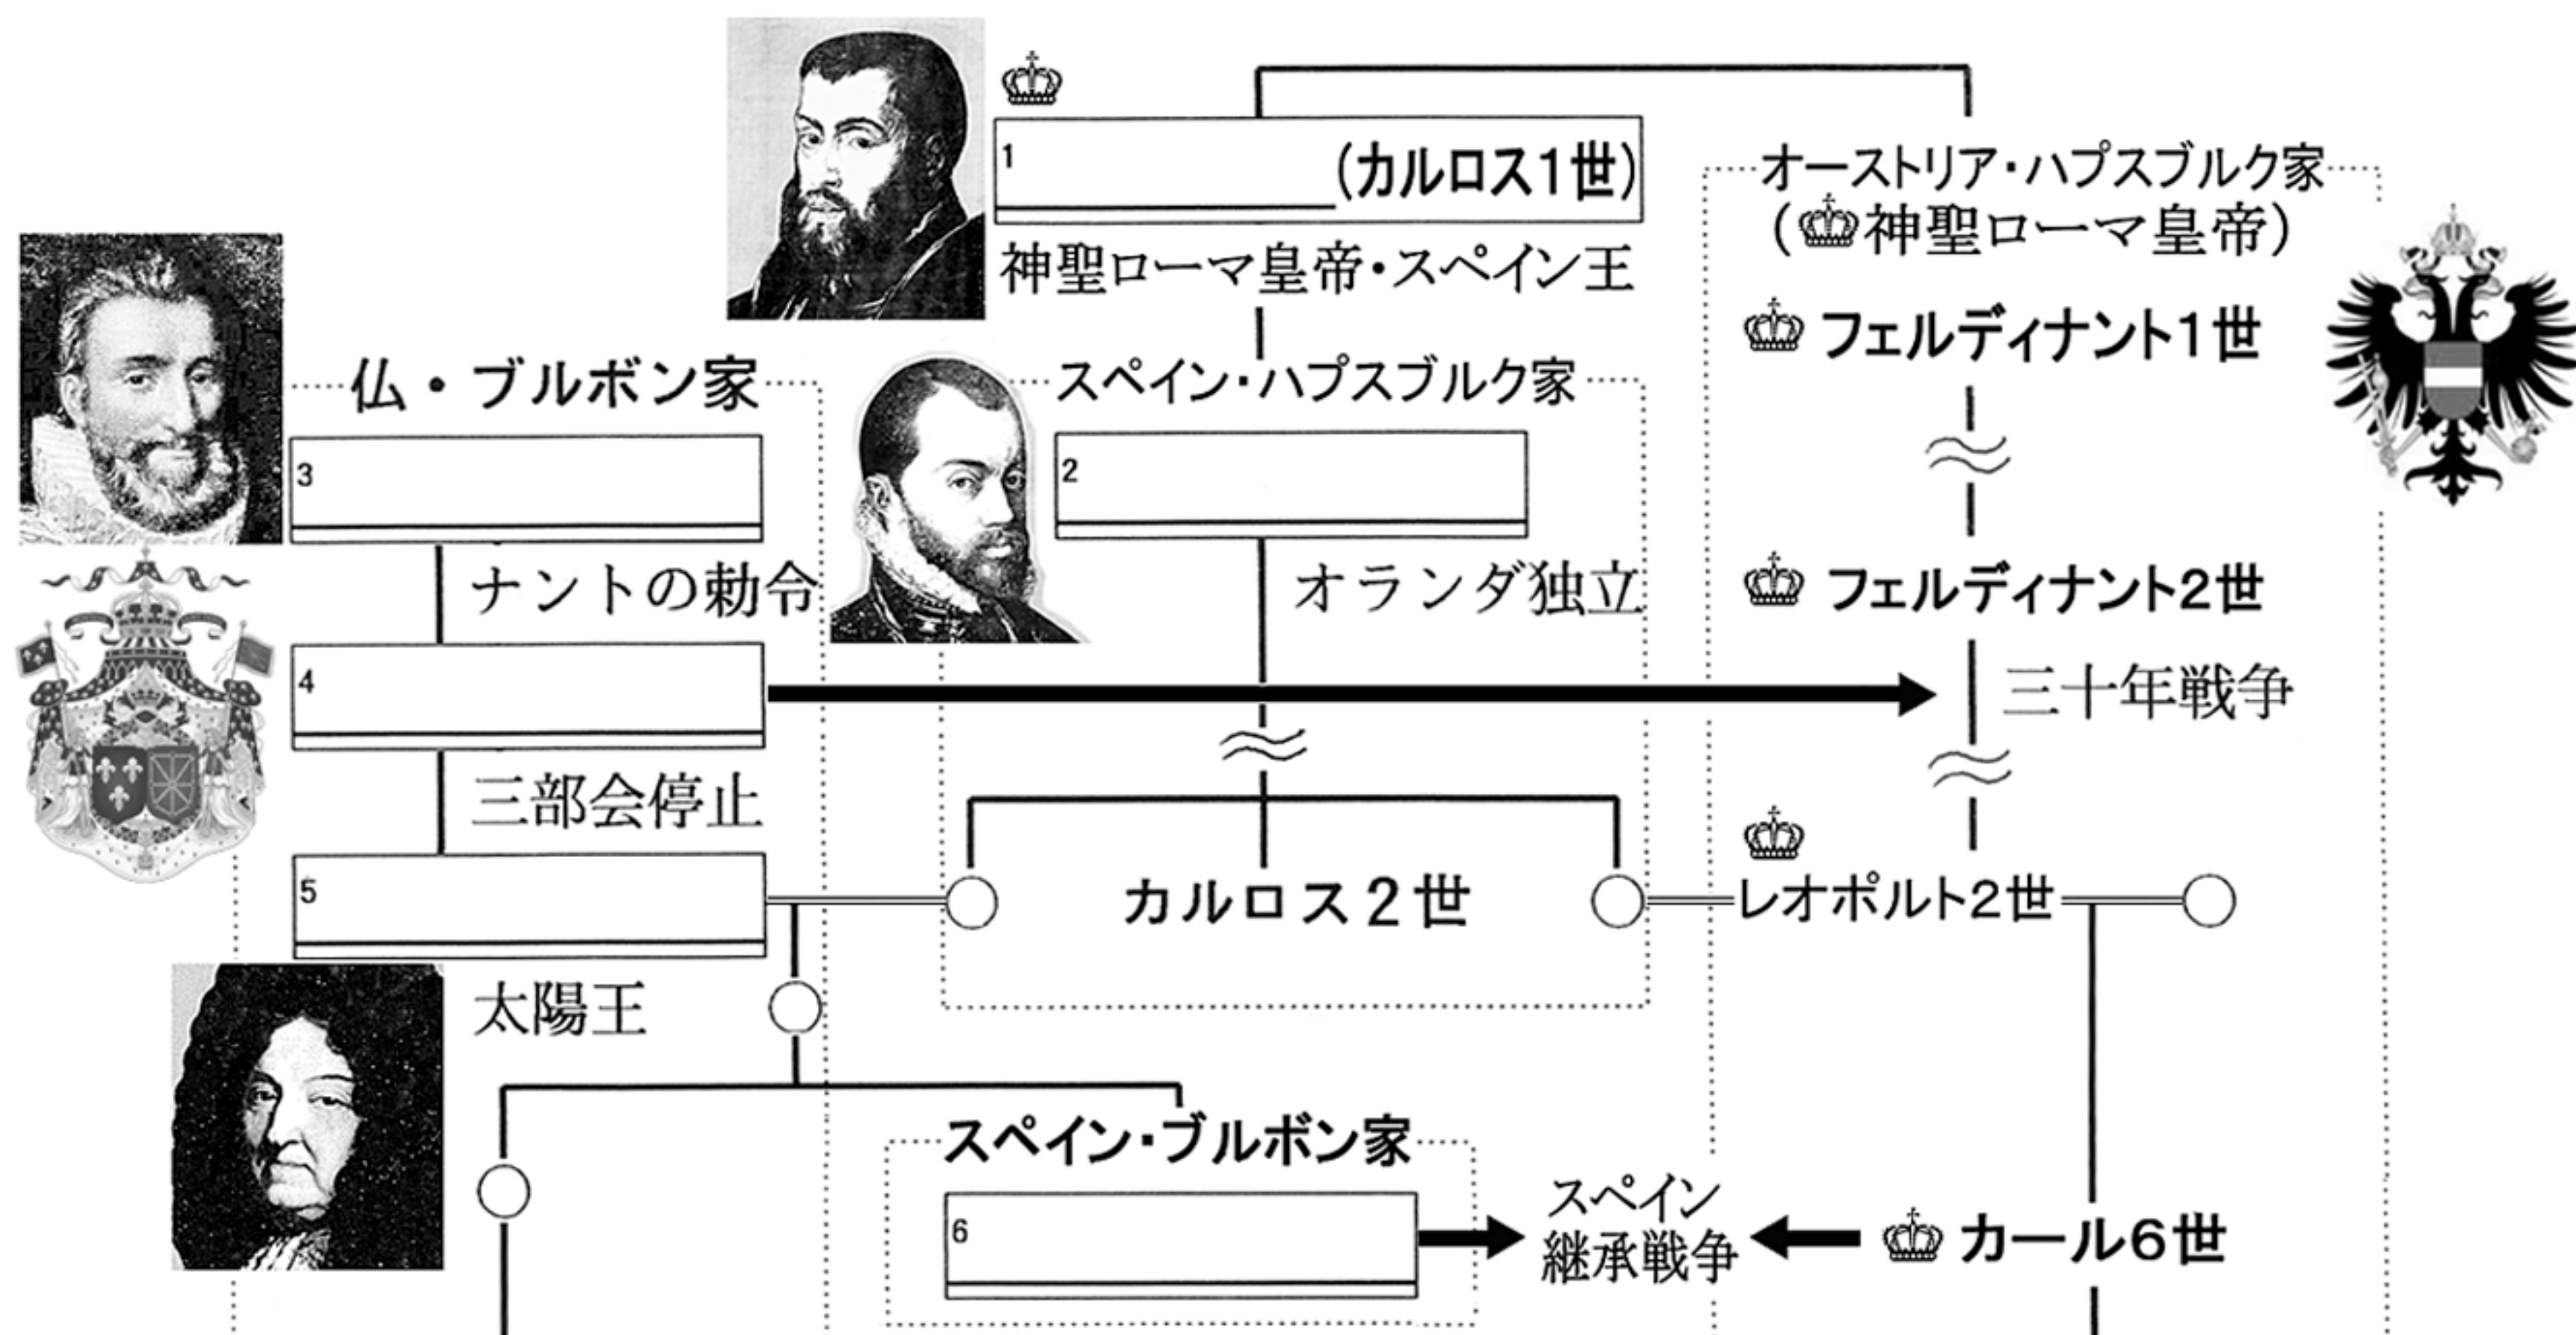 1 (カルロス1世)
神聖ローマ皇帝・スペイン王
オーストリア・ハプスブルク家
(神聖ローマ皇帝)
フェルディナント1世
仏・ブルボン家
スペイン・ハプスブルク家
3
2
ナントの勅令
オランダ独立
フェルディナント2世
4
三十年戦争
三部会停止
5
カルロス2世
レオポルト2世
太陽王
スペイン・ブルボン家
6
スペイン
継承戦争
カール6世